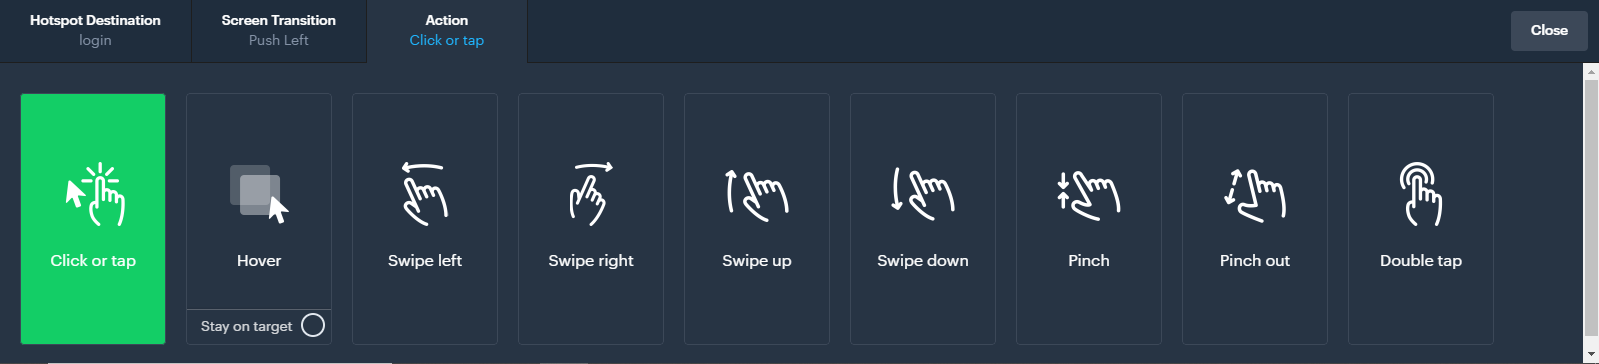 Hotspot Destination
login
Screen Transition
Push Left
Action
Click or tap
Close
Click or tap
Hover
Swipe left
Swipe right
Swipe up
Swipe down
Pinch
Pinch out
Double tap
Stay on target